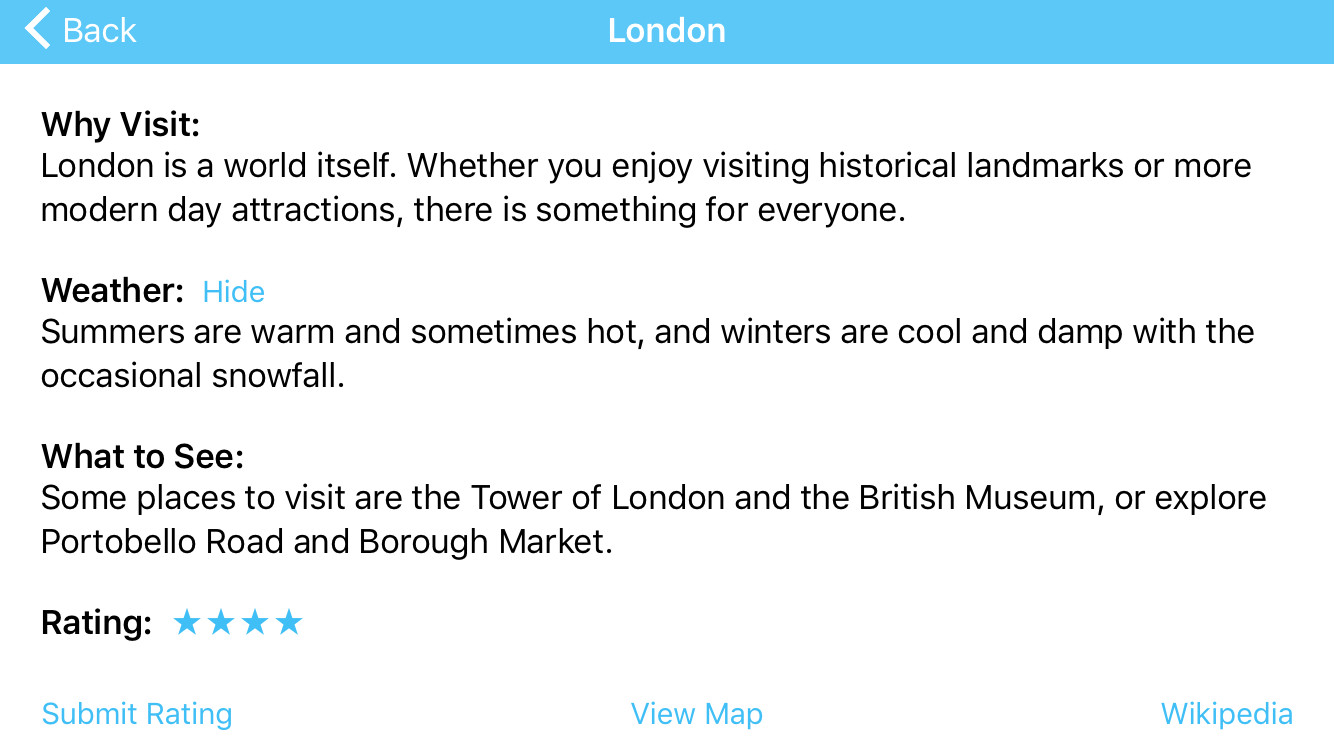 Back
London
Why Visit:
London is a world itself. Whether you enjoy visiting historical landmarks or more
modern day attractions, there is something for everyone.
Weather: Hide
Summers are warm and sometimes hot, and winters are cool and damp with the
occasional snowfall.
What to See:
Some places to visit are the Tower of London and the British Museum, or explore
Portobello Road and Borough Market.
Rating: ★★★★
Submit Rating
View Map
Wikipedia